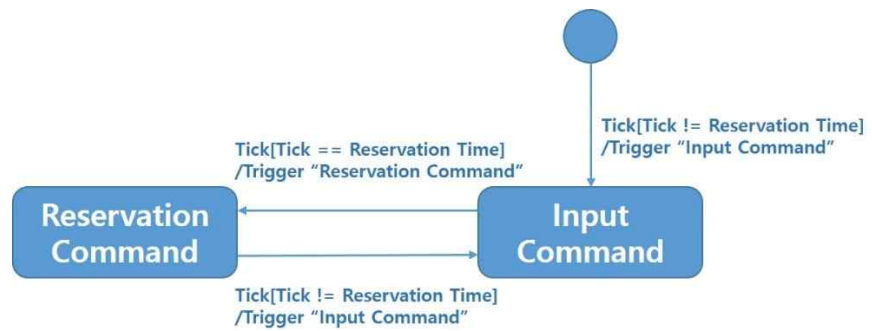 Tick[Tick != Reservation Time]
/Trigger “Input Command”
Tick[Tick == Reservation Time]
/Trigger “Reservation Command”
Reservation
Command
Input
Command
Tick[Tick != Reservation Time]
/Trigger “Input Command”